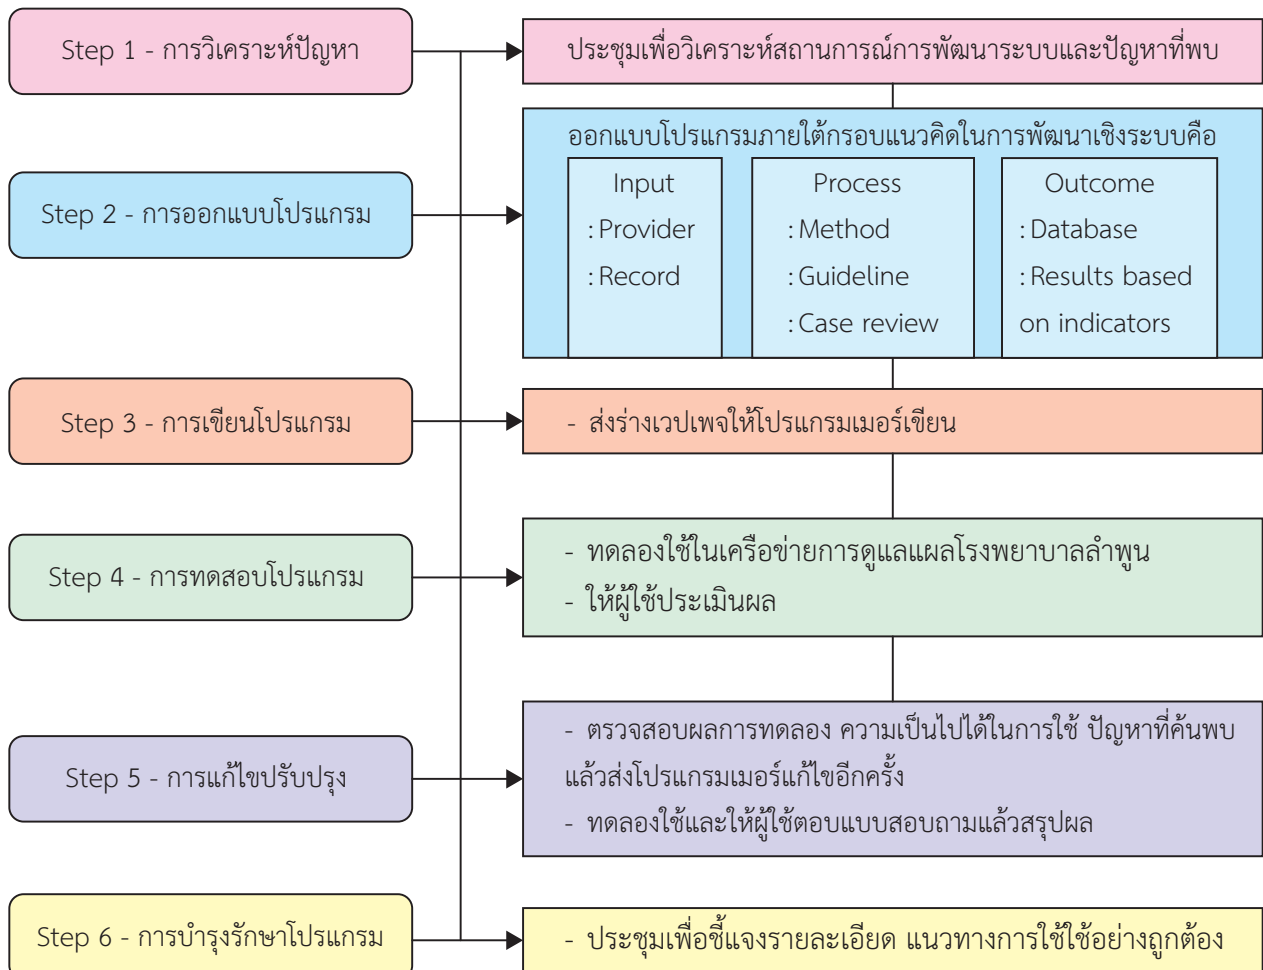 Step 1 - การวิเคราะห์ปัญหา
ประชุมเพื่อวิเคราะห์สถานการณ์การพัฒนาระบบและปัญหาที่พบ
Step 2 - การออกแบบโปรแกรม
ออกแบบโปรแกรมภายใต้กรอบแนวคิดในการพัฒนาเชิงระบบคือ
Input
: Provider
: Record
Process
: Method
: Guideline
: Case review
Outcome
: Database
: Results based
on indicators
Step 3 - การเขียนโปรแกรม
- ส่งร่างเวปเพจให้โปรแกรมเมอร์เขียน
Step 4 - การทดสอบโปรแกรม
- ทดลองใช้ในเครือข่ายการดูแลแผลโรงพยาบาลลำพูน
- ให้ผู้ใช้ประเมินผล
Step 5 - การแก้ไขปรับปรุง
- ตรวจสอบผลการทดลอง ความเป็นไปได้ในการใช้ ปัญหาที่ค้นพบ
แล้วส่งโปรแกรมเมอร์แก้ไขอีกครั้ง
- ทดลองใช้และให้ผู้ใช้ตอบแบบสอบถามแล้วสรุปผล
Step 6 - การบำรุงรักษาโปรแกรม
- ประชุมเพื่อชี้แจงรายละเอียด แนวทางการใช้ใช้อย่างถูกต้อง